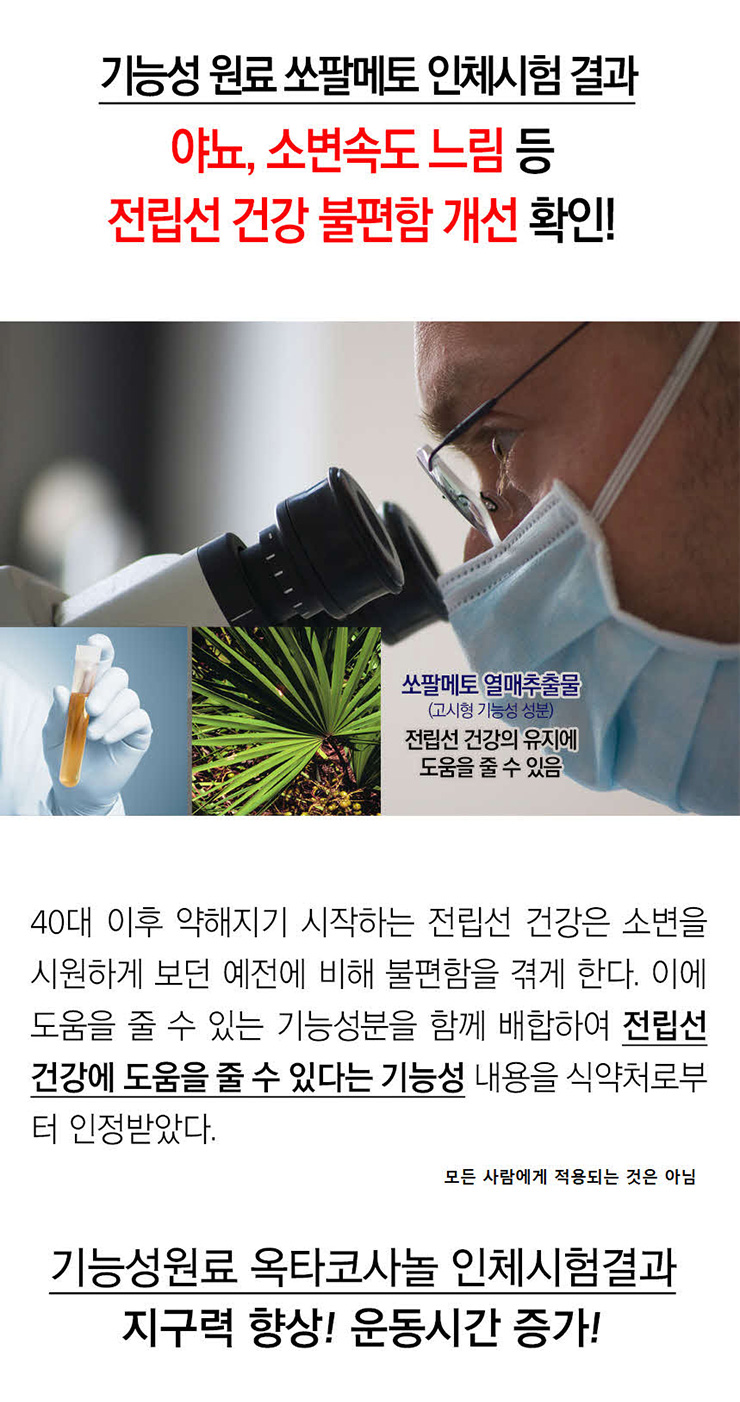 기능성 원료 쏘팔메토 인체시험 결과
야뇨, 소변속도 느림 등
전립선 건강 불편함 개선 확인!
쏘팔메토 열매추출물
(고시형 기능성 성분)
전립선 건강의 유지에
도움을 줄 수 있음
40대 이후 약해지기 시작하는 전립선 건강은 소변을
시원하게 보던 예전에 비해 불편함을 겪게 한다. 이에
도움을 줄 수 있는 기능성분을 함께 배합하여 전립선
건강에 도움을 줄 수 있다는 기능성 내용을 식약처로부
터 인정받았다.
모든 사람에게 적용되는 것은 아님
기능성원료 옥타코사놀 인체시험결과
지구력 향상! 운동시간 증가!